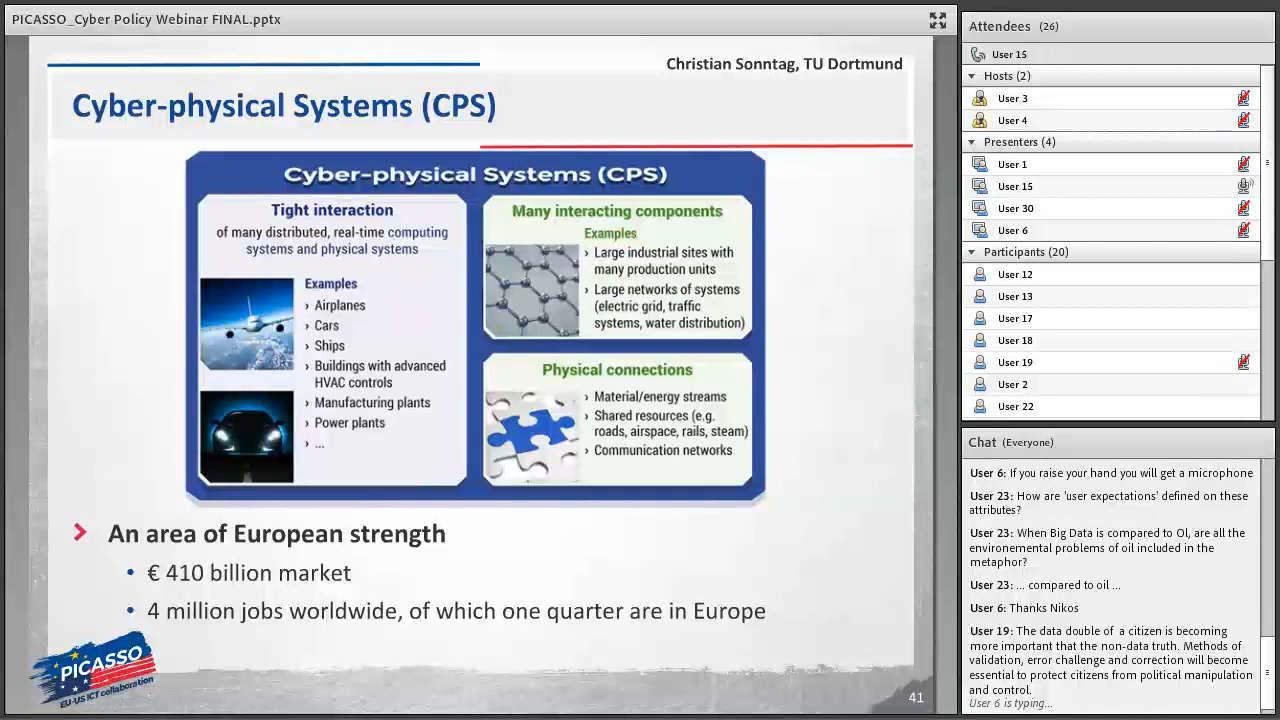 PICASSO_Cyber Policy Webinar FINAL.pptx
Christian Sonntag, TU Dortmund
Cyber-physical Systems (CPS)
Cyber-physical Systems (CPS)
Tight interaction
of many distributed, real-time computing
systems and physical systems
Examples
› Airplanes
› Cars
› Ships
› Buildings with advanced
HVAC controls
› Manufacturing plants
› Power plants
› ...
Many interacting components
Examples
› Large industrial sites with
many production units
› Large networks of systems
(electric grid, traffic
systems, water distribution)
Physical connections
› Material/energy streams
› Shared resources (e.g.
roads, airspace, rails, steam)
› Communication networks
An area of European strength
• € 410 billion market
• 4 million jobs worldwide, of which one quarter are in Europe
PICASSO
EU-US ICT collaboration
41
Attendees (26)
User 15
Hosts (2)
User 3
User 4
Presenters (4)
User 1
User 15
User 30
User 6
Participants (20)
User 12
User 13
User 17
User 18
User 19
User 2
User 22
Chat (Everyone)
User 6: If you raise your hand you will get a microphone
User 23: How are 'user expectations' defined on these
attributes?
User 23: When Big Data is compared to Ol, are all the
environemental problems of oil included in the
metaphor?
User 23: ... compared to oil ...
User 6: Thanks Nikos
User 19: The data double of a citizen is becoming
more important that the non-data truth. Methods of
validation, error challenge and correction will become
essential to protect citizens from political manipulation
and control.
User 6 is typing...